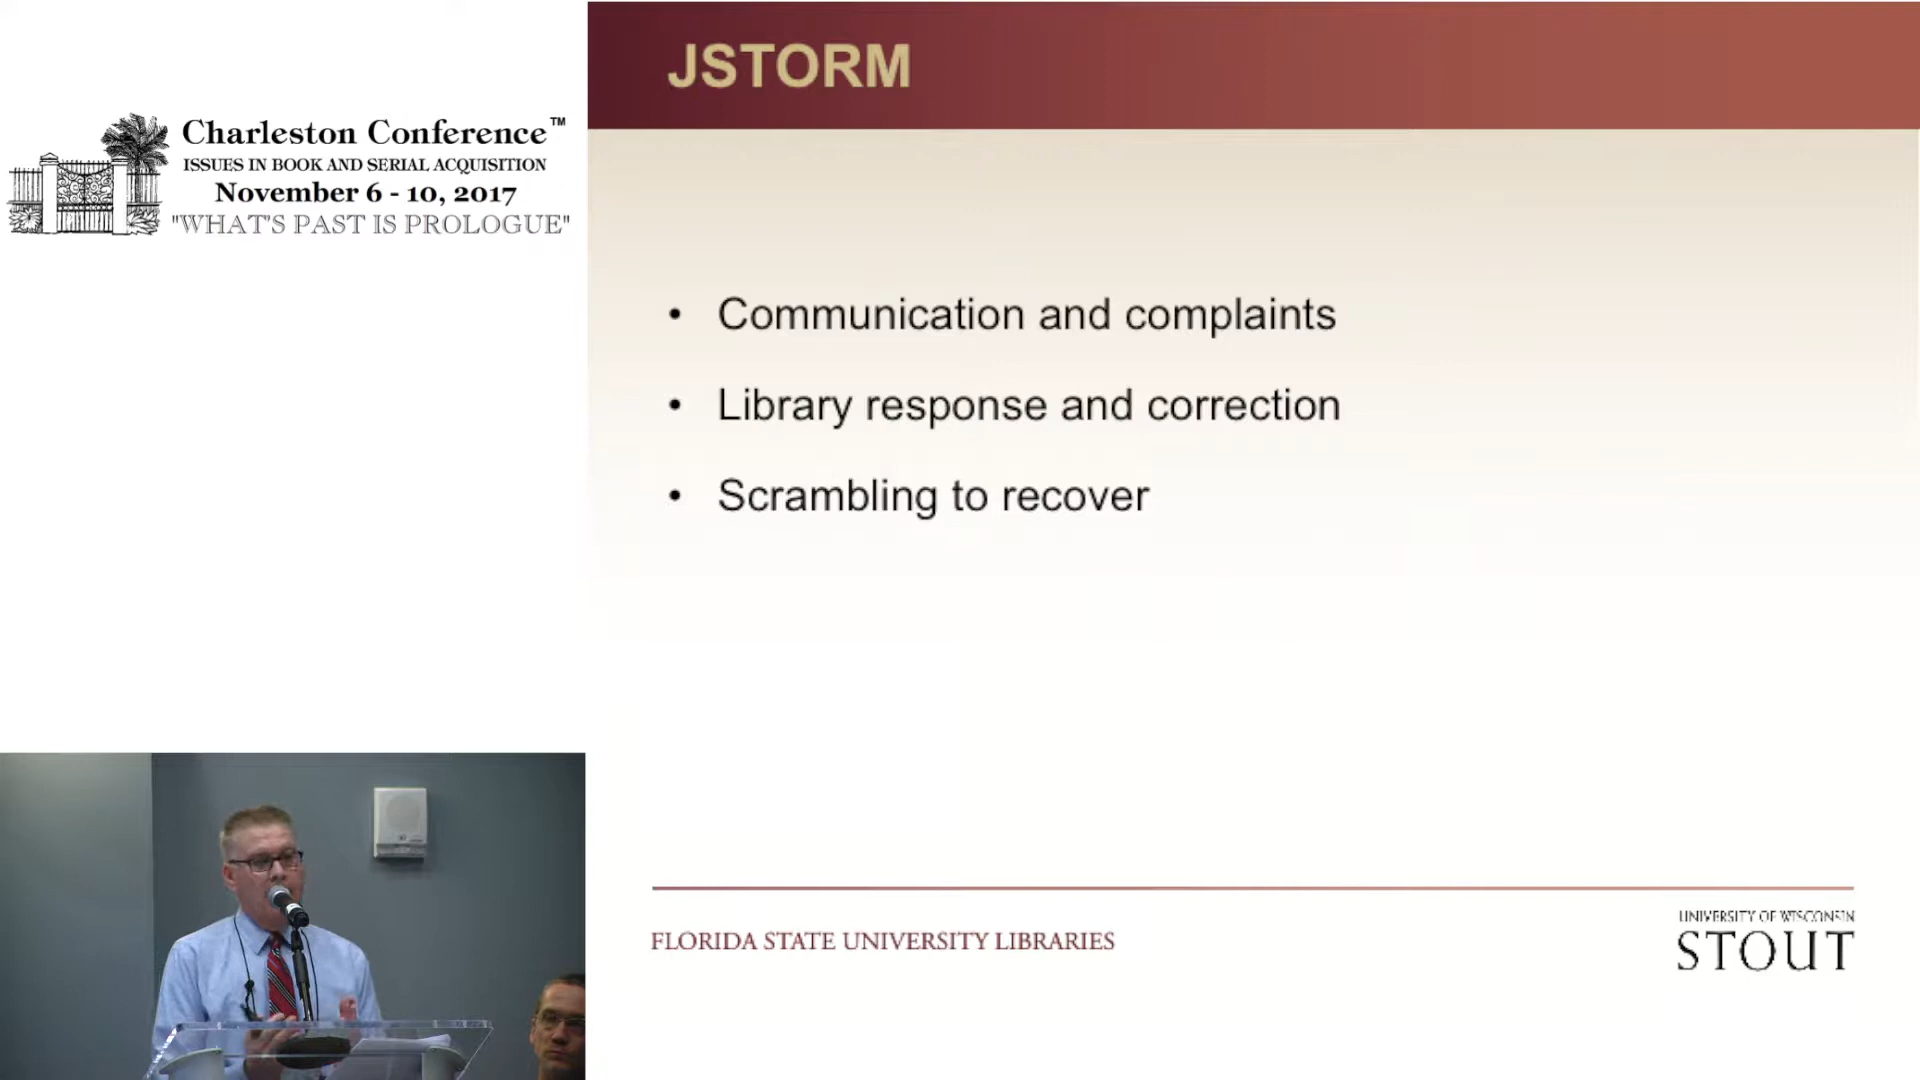 JSTORM
Charleston Conference™
ISSUES IN BOOK AND SERIAL ACQUISITION
November 6 - 10, 2017
"WHAT'S PAST IS PROLOGUE"
• Communication and complaints
• Library response and correction
• Scrambling to recover
FLORIDA STATE UNIVERSITY LIBRARIES
UNIVERSITY OF WISCONSIN
STOUT